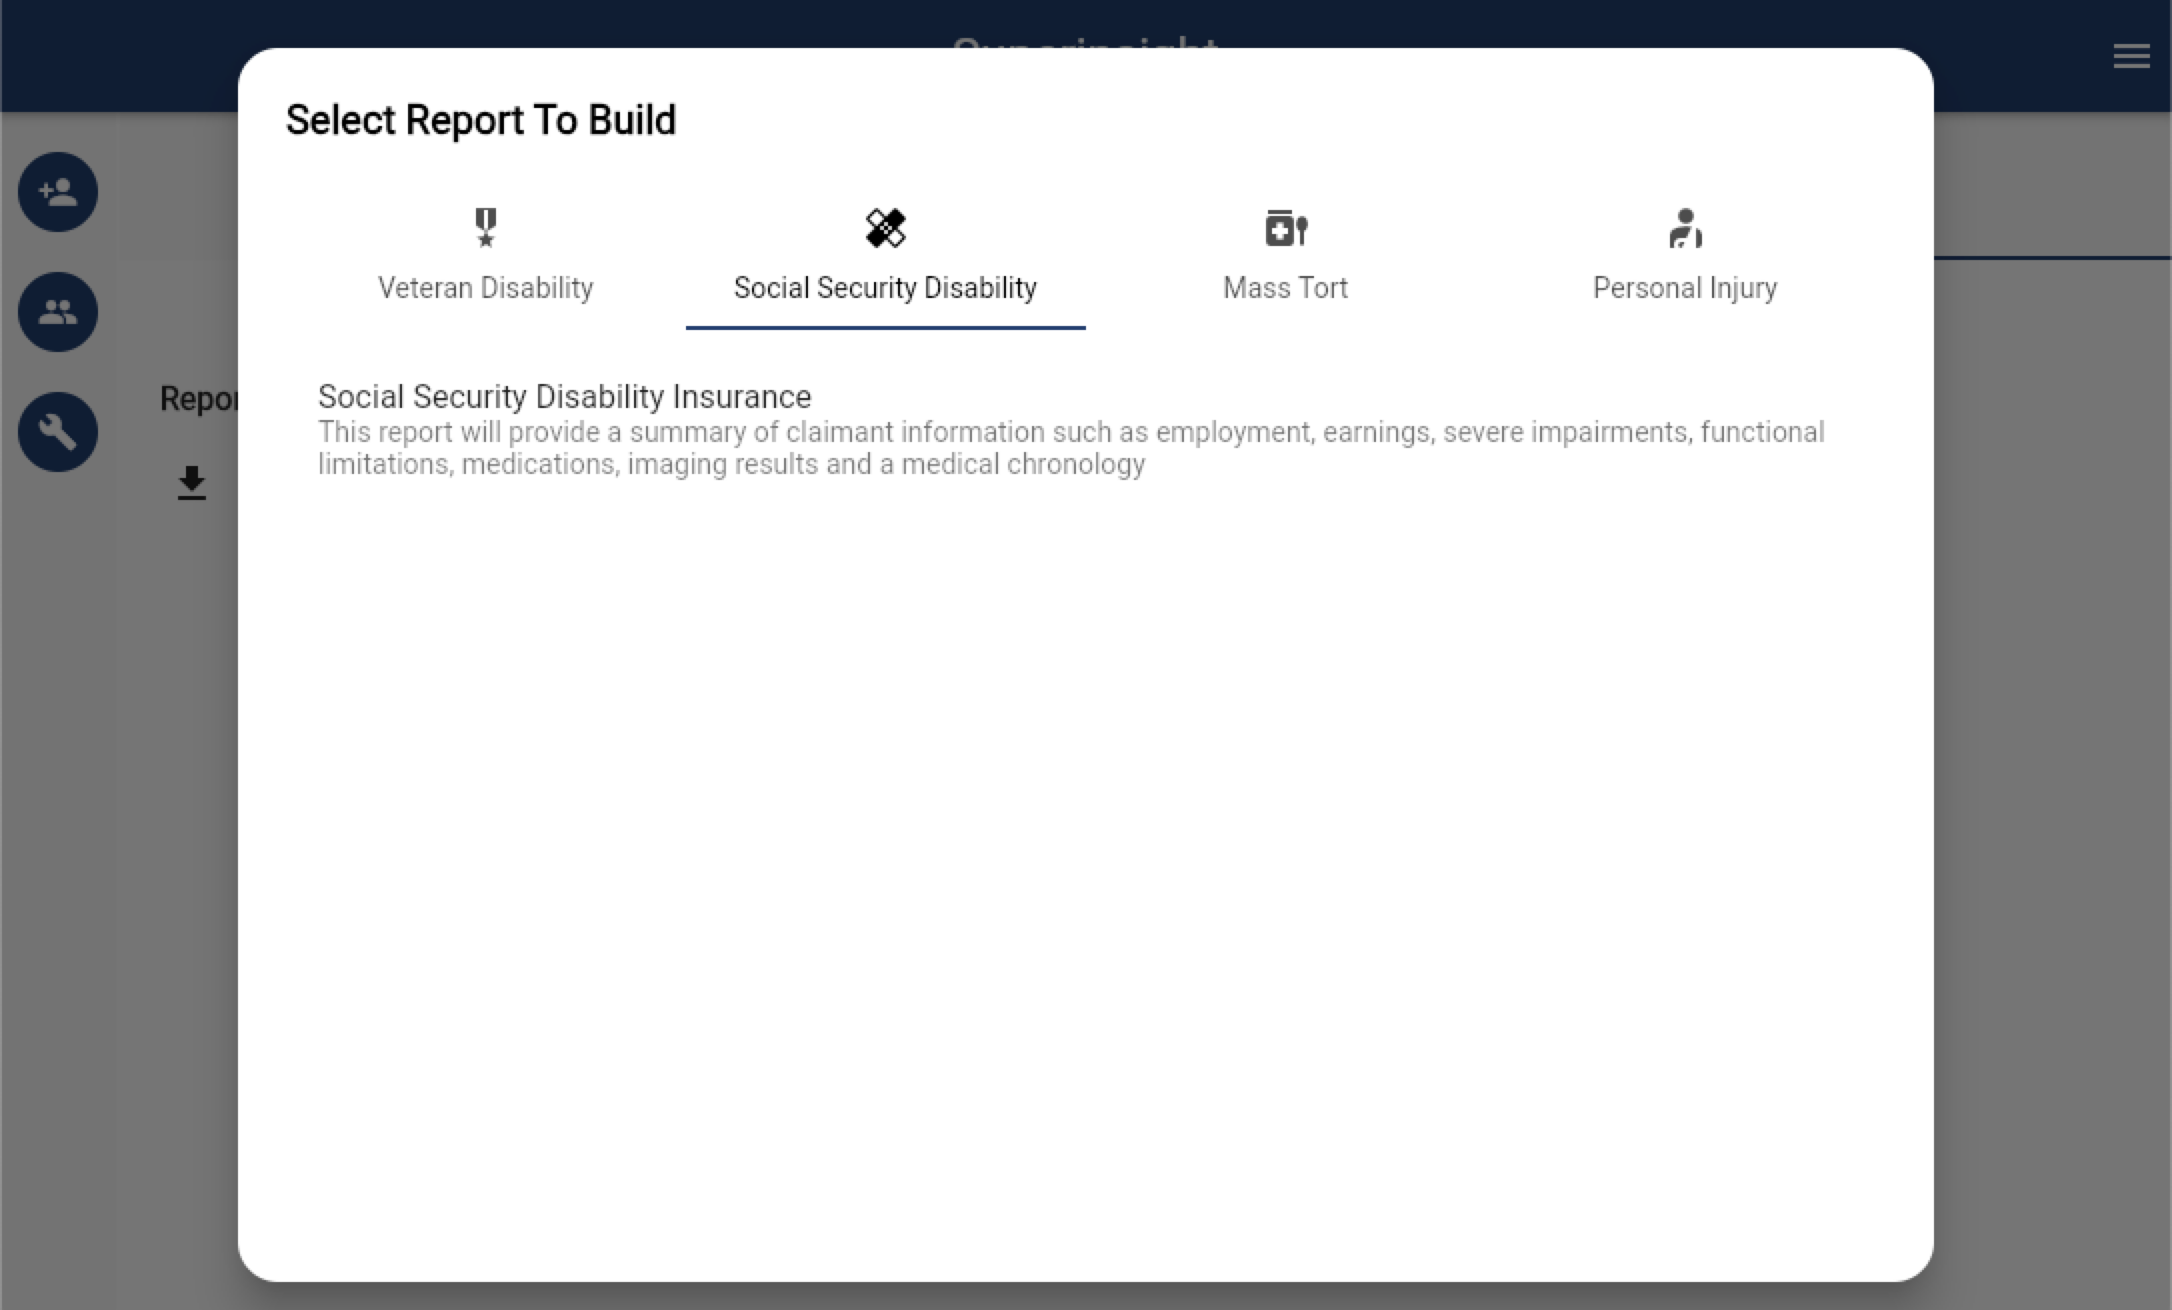 Select Report To Build
Veteran Disability
Social Security Disability
Mass Tort
Personal Injury
Social Security Disability Insurance
This report will provide a summary of claimant information such as employment, earnings, severe impairments, functional
limitations, medications, imaging results and a medical chronology